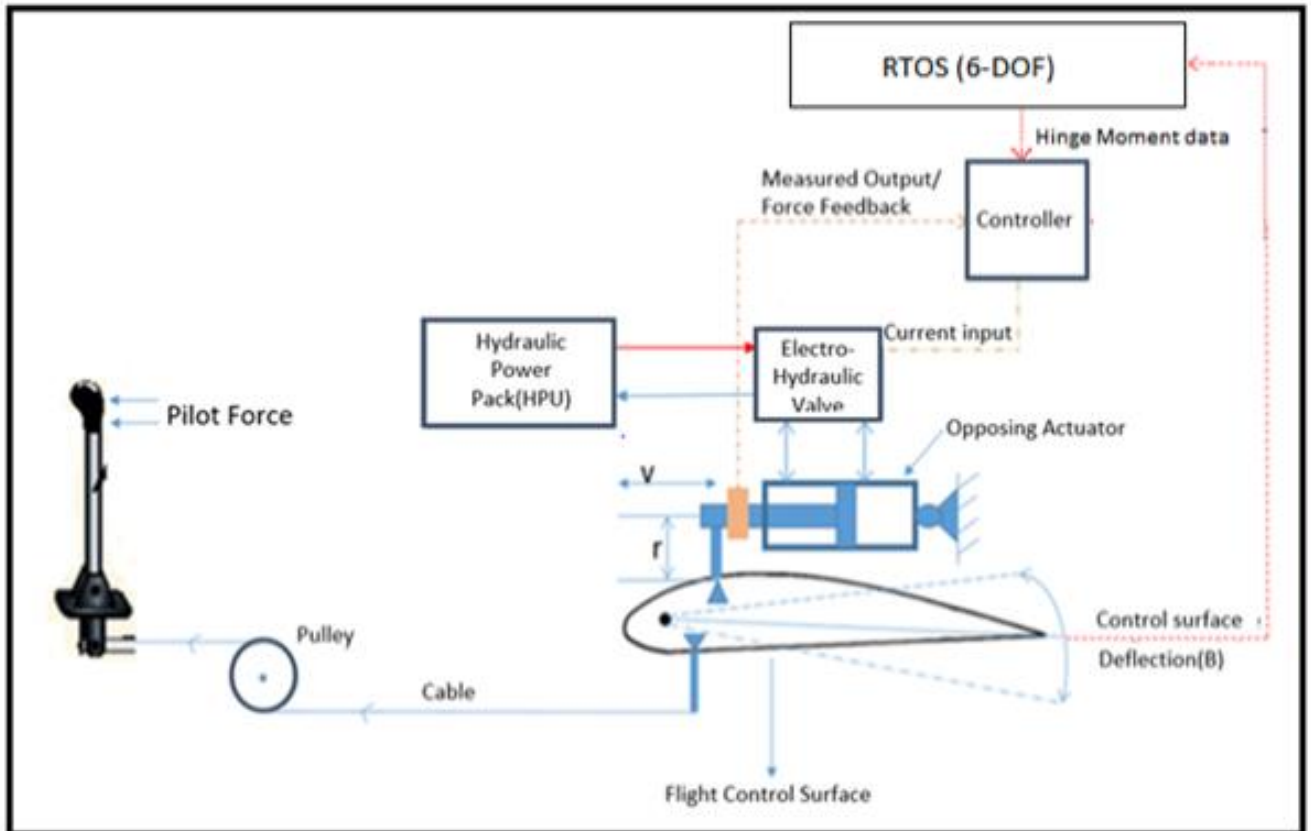 RTOS (6-DOF)
Hinge Moment data
Measured Output/
Force Feedback
Controller
Current input
Hydraulic
Power
Pack(HPU)
Electro-
Hydraulic
Valve
Pilot Force
Opposing Actuator
V
r
Pulley
Control surface
Deflection(B)
Cable
Flight Control Surface